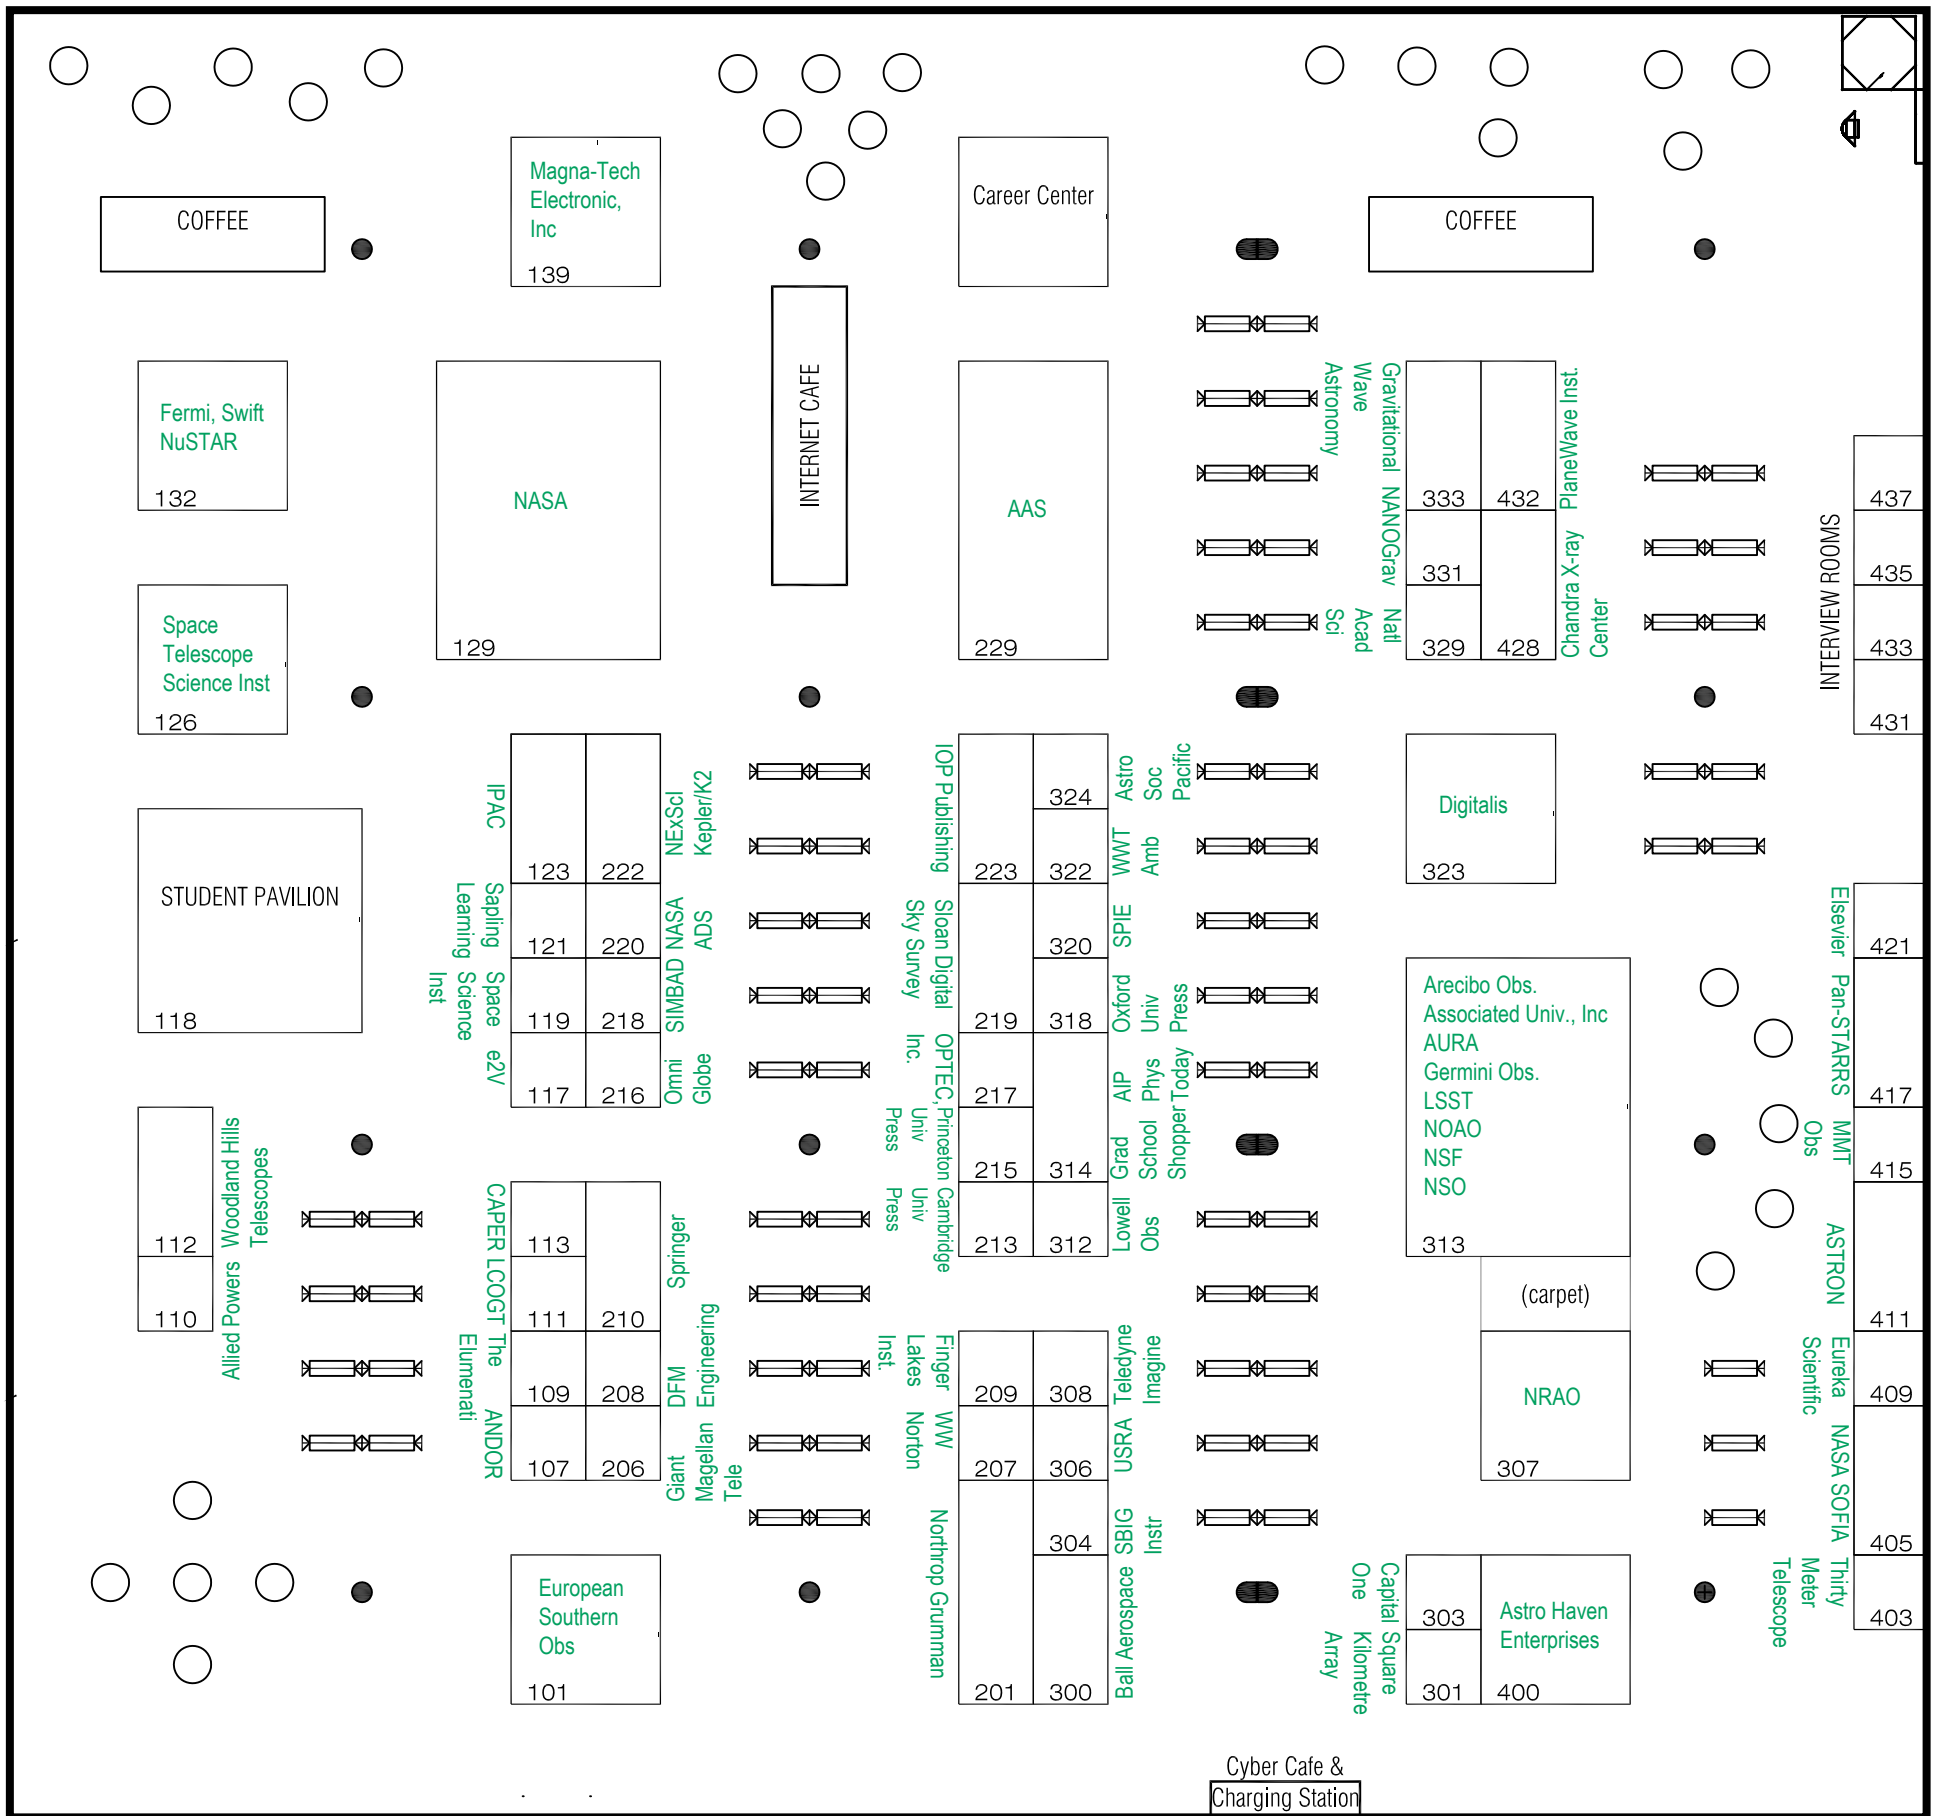 COFFEE
Magna-Tech
Electronic,
Inc
139
Career Center
COFFEE
Fermi, Swift
NuSTAR
132
NASA
129
INTERNET CAFE
AAS
229
Gravitational
Wave
Astronomy
333
432
PlaneWave Inst.
NANOGrav
331
Natl
Acad
Sci
329
428
Chandra X-ray
Center
INTERVIEW ROOMS
437
435
433
431
Space
Telescope
Science Inst
126
STUDENT PAVILION
118
IPAC
123
222
NExScl
Kepler/K2
Sapling
Learning
121
220
NASA
ADS
Space
Science
Inst
119
218
SIMBAD
e2V
117
216
Omni
Globe
IOP Publishing
223
324
Astro
Soc
Pacific
322
WWT
Amb
Sloan Digital
Sky Survey
219
320
SPIE
318
Oxford
Univ
Press
OPTEC,
Inc.
217
AIP
Phys
Today
Princeton
Univ
Press
215
314
Grad
School
Shopper
Cambridge
Univ
Press
213
312
Lowell
Obs
Digitalis
323
Arecibo Obs.
Associated Univ., Inc
AURA
Germini Obs.
LSST
NOAO
NSF
NSO
313
(carpet)
NRAO
307
Elsevier
421
Pan-STARRS
417
MMT
Obs
415
ASTRON
411
Eureka
Scientific
409
NASA SOFIA
405
Thirty
Meter
Telescope
403
112
Woodland Hills
Telescopes
110
Allied Powers
CAPER
113
LCOGT
111
210
Springer
The
Elumenati
109
208
DFM
Engineering
ANDOR
107
206
Giant
Magellan
Tele
European
Southern
Obs
101
Finger
Lakes
Inst.
209
308
Teledyne
Imagine
WW
Norton
207
306
USRA
Northrop Grumman
201
304
SBIG
Instr
300
Ball Aerospace
Capital
One
303
Square
Kilometre
Array
301
Astro Haven
Enterprises
400
Cyber Cafe &
Charging Station